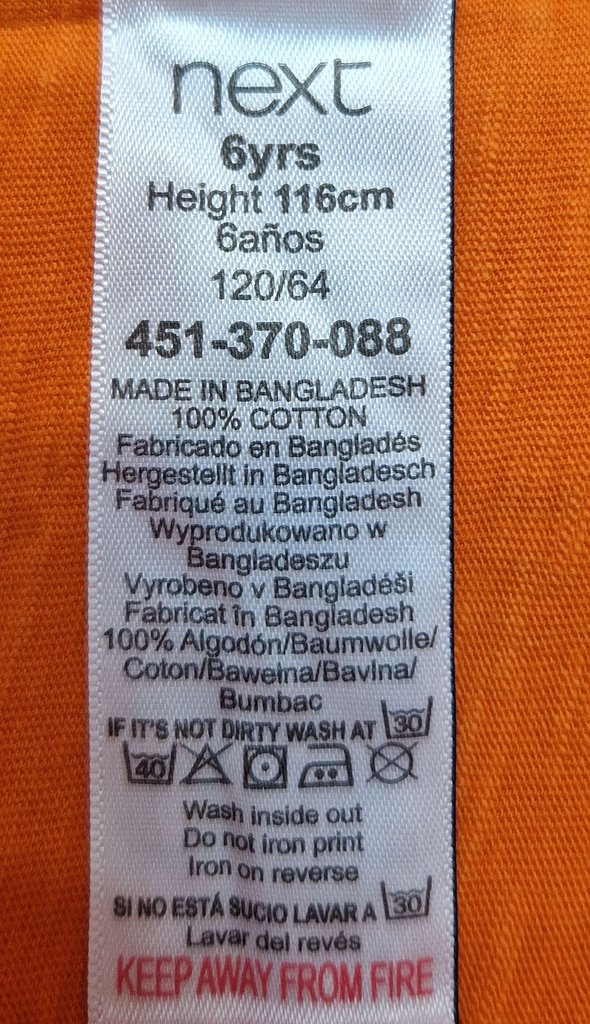 next
6yrs
Height 116cm
6años
120/64
451-370-088
MADE IN BANGLADESH
100% COTTON
Fabricado en Bangladés
Hergestellt in Bangladesch
Fabriqué au Bangladesh
Wyprodukowano w
Bangladeszu
Vyrobeno v Bangladéši
Fabricat în Bangladesh
100% Algodón/Baumwolle/
Coton/Bawełna/Bavlna/
Bumbac
IF IT'S NOT DIRTY WASH AT 30
40
Wash inside out
Do not iron print
Iron on reverse
SI NO ESTÁ SUCIO LAVAR A 30
Lavar del revés
KEEP AWAY FROM FIRE